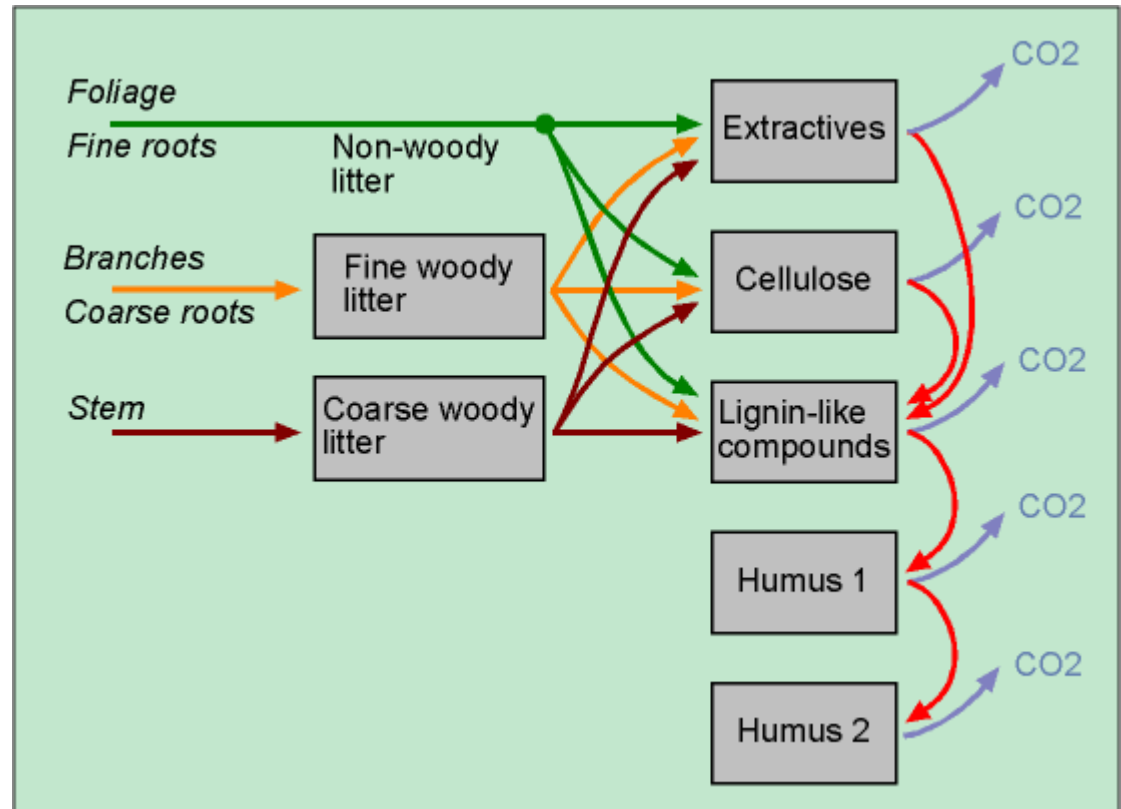 Foliage
Fine roots
Non-woody
litter
Branches
Coarse roots
Fine woody
litter
Stem
Coarse woody
litter
Extractives
CO2
Cellulose
CO2
Lignin-like
compounds
CO2
Humus 1
CO2
Humus 2
CO2